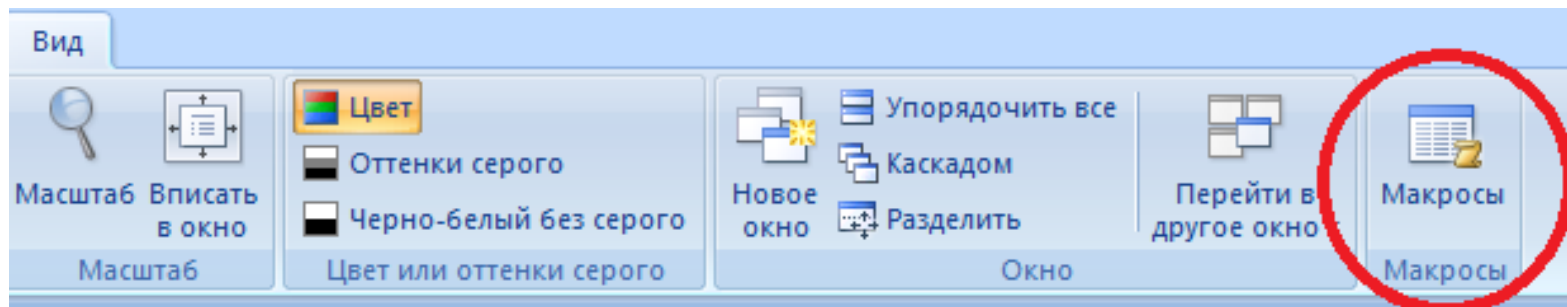 Вид
Масштаб
Вписать
в окно
Масштаб
Цвет
Оттенки серого
Черно-белый без серого
Цвет или оттенки серого
Новое
окно
Упорядочить все
Каскадом
Разделить
Перейти в
другое окно
Окно
Макросы
Макросы